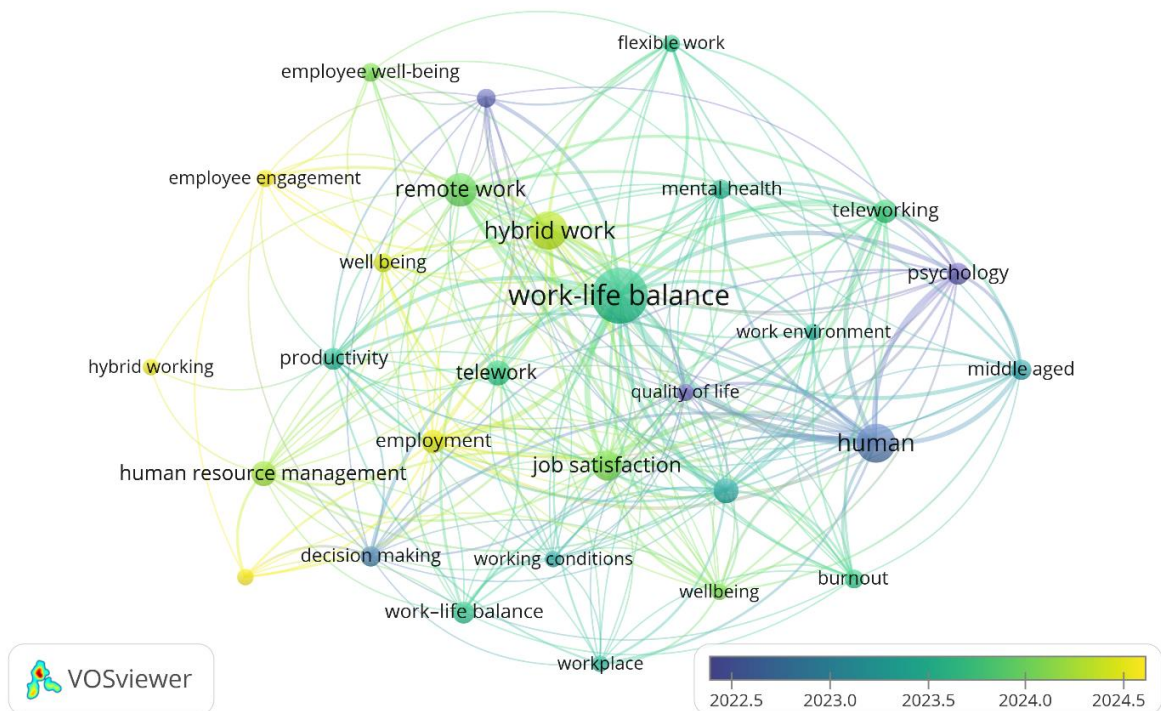 flexible work
employee well-being
employee engagement
remote work
mental health
teleworking
hybrid work
well being
psychology
work-life balance
work environment
hybrid working
productivity
telework
middle aged
quality of life
employment
human
human resource management
job satisfaction
decision making
working conditions
burnout
wellbeing
work–life balance
workplace
VOSviewer
2022.5 2023.0 2023.5 2024.0 2024.5